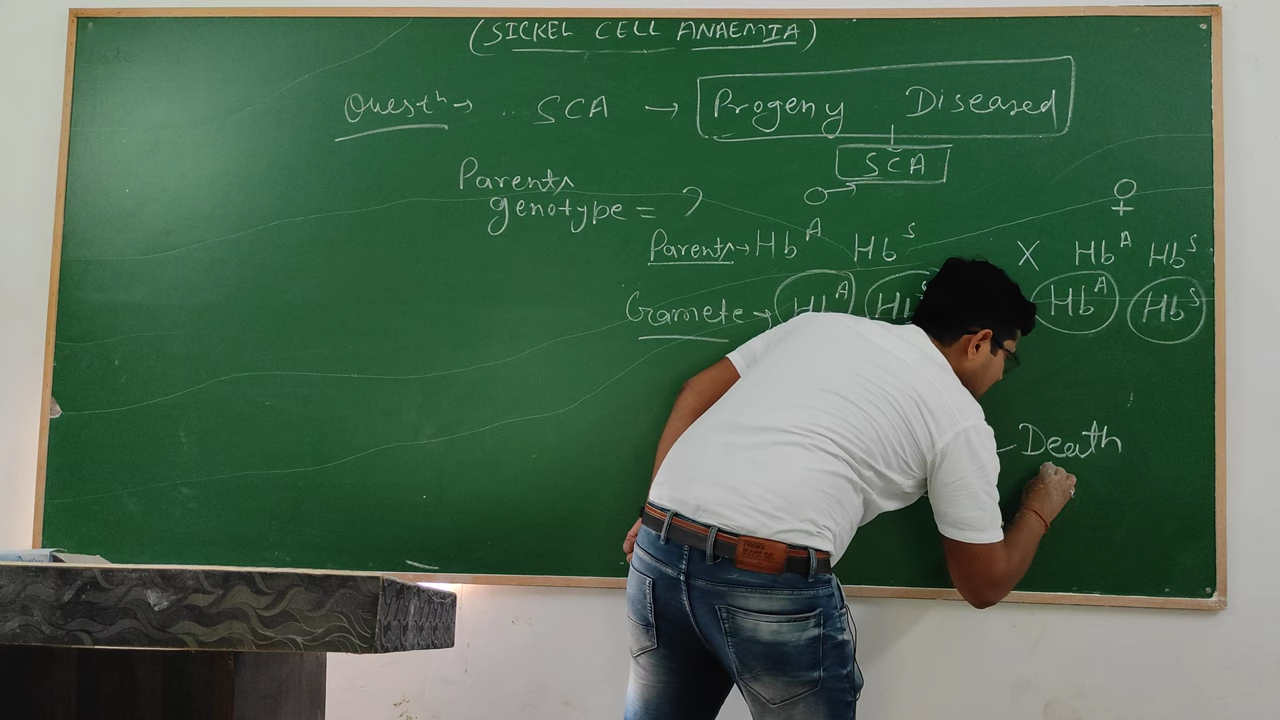 (SICKEL CELL ANAEMIA)
Questⁿ → SCA → Progeny Diseased
SCA
Parents
genotype = ?
♂ ♀
Parents → Hbᴬ Hbˢ X Hbᴬ Hbˢ
Gamete → Hbᴬ Hbˢ Hbᴬ Hbˢ
Death